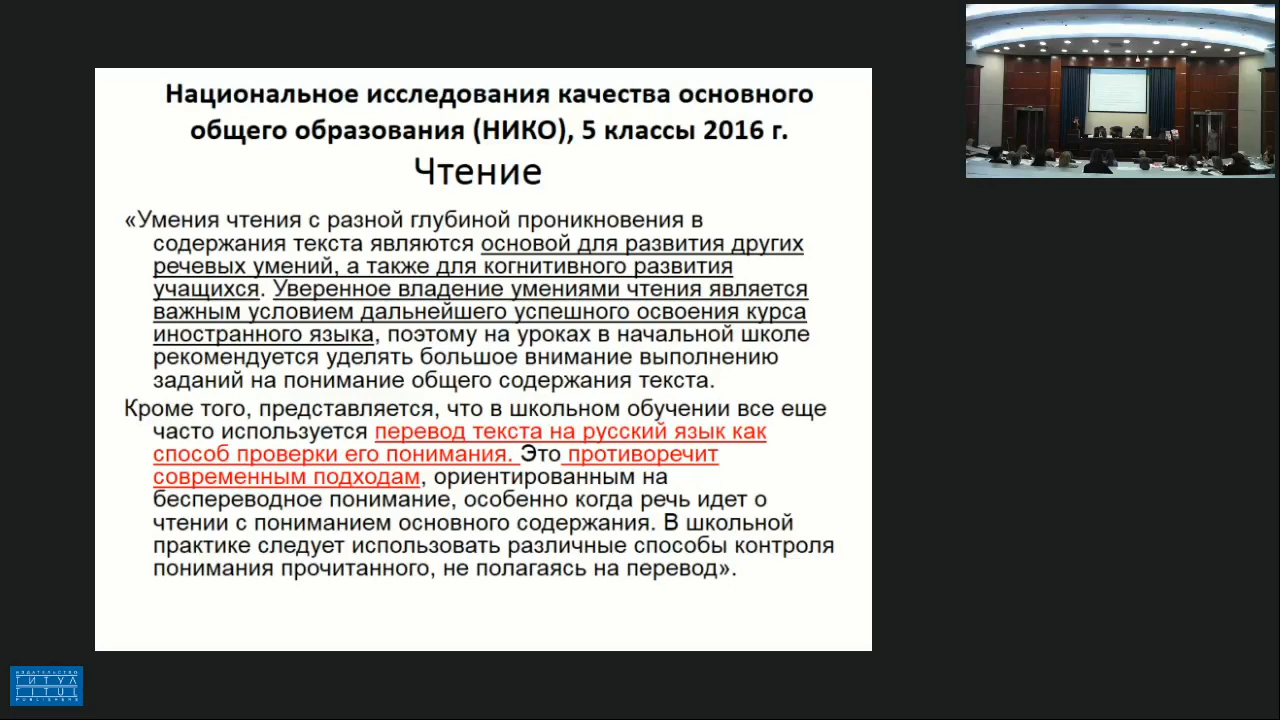 Национальное исследования качества основного
общего образования (НИКО), 5 классы 2016 г.
Чтение
«Умения чтения с разной глубиной проникновения в
содержания текста являются основой для развития других
речевых умений, а также для когнитивного развития
учащихся. Уверенное владение умениями чтения является
важным условием дальнейшего успешного освоения курса
иностранного языка, поэтому на уроках в начальной школе
рекомендуется уделять большое внимание выполнению
заданий на понимание общего содержания текста.
Кроме того, представляется, что в школьном обучении все еще
часто используется перевод текста на русский язык как
способ проверки его понимания. Это противоречит
современным подходам, ориентированным на
беспереводное понимание, особенно когда речь идет о
чтении с пониманием основного содержания. В школьной
практике следует использовать различные способы контроля
понимания прочитанного, не полагаясь на перевод».
ИЗДАТЕЛЬСТВО
ТИТУЛ
TITUL
PUBLISHERS